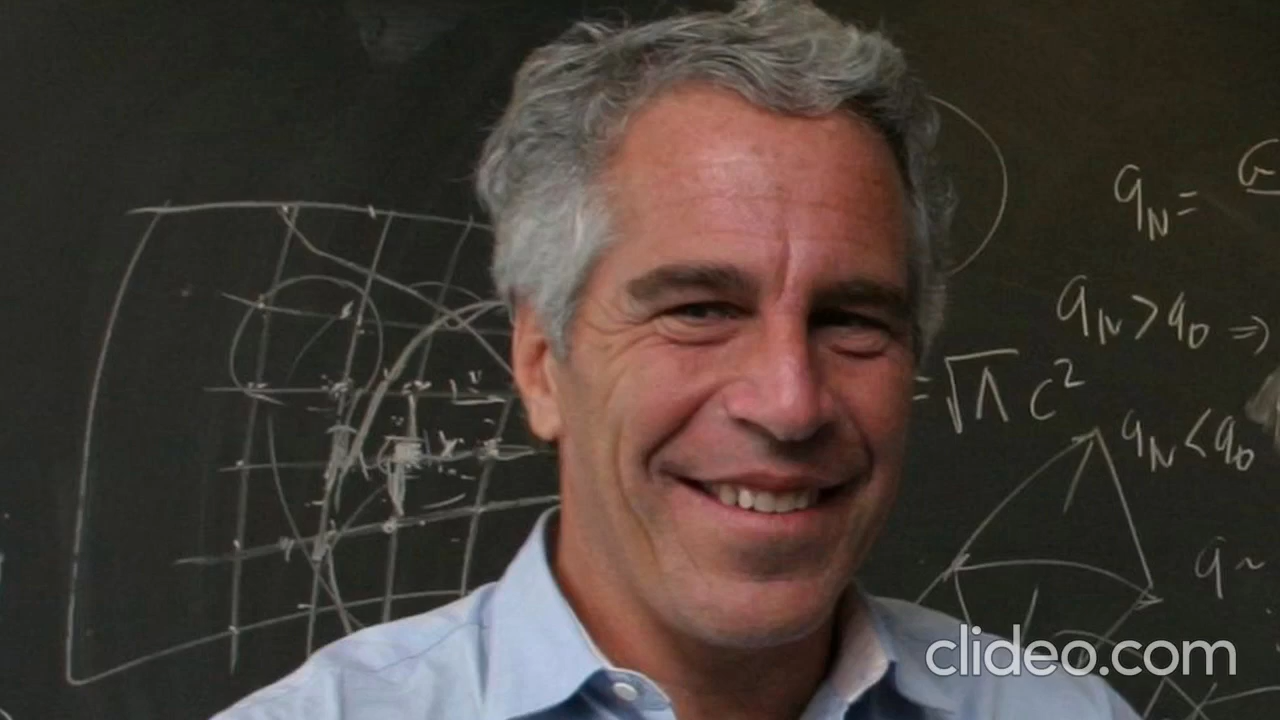 q_N =
q_N > q_0 ⇒
= √Λ c²
q_N < q_0
q ~
clideo.com